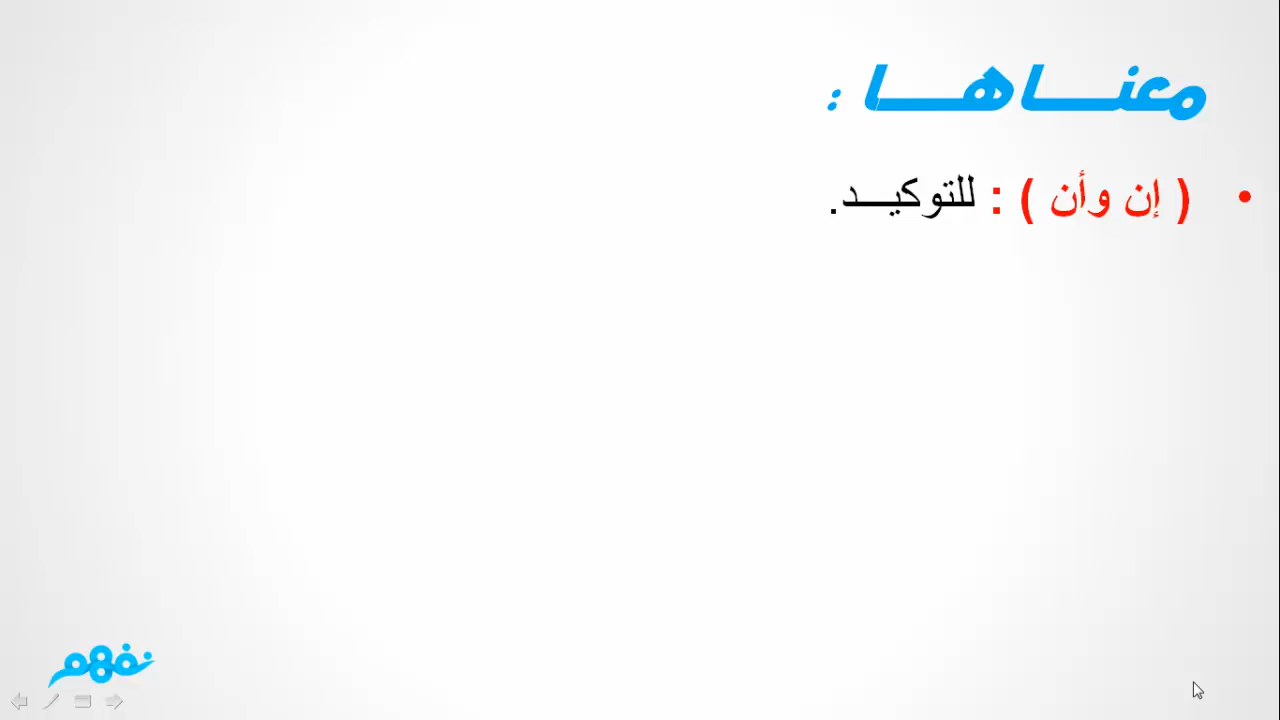 معنـــاهـــا :
• ( إن وأن ) : للتوكيـــد.
نفهم